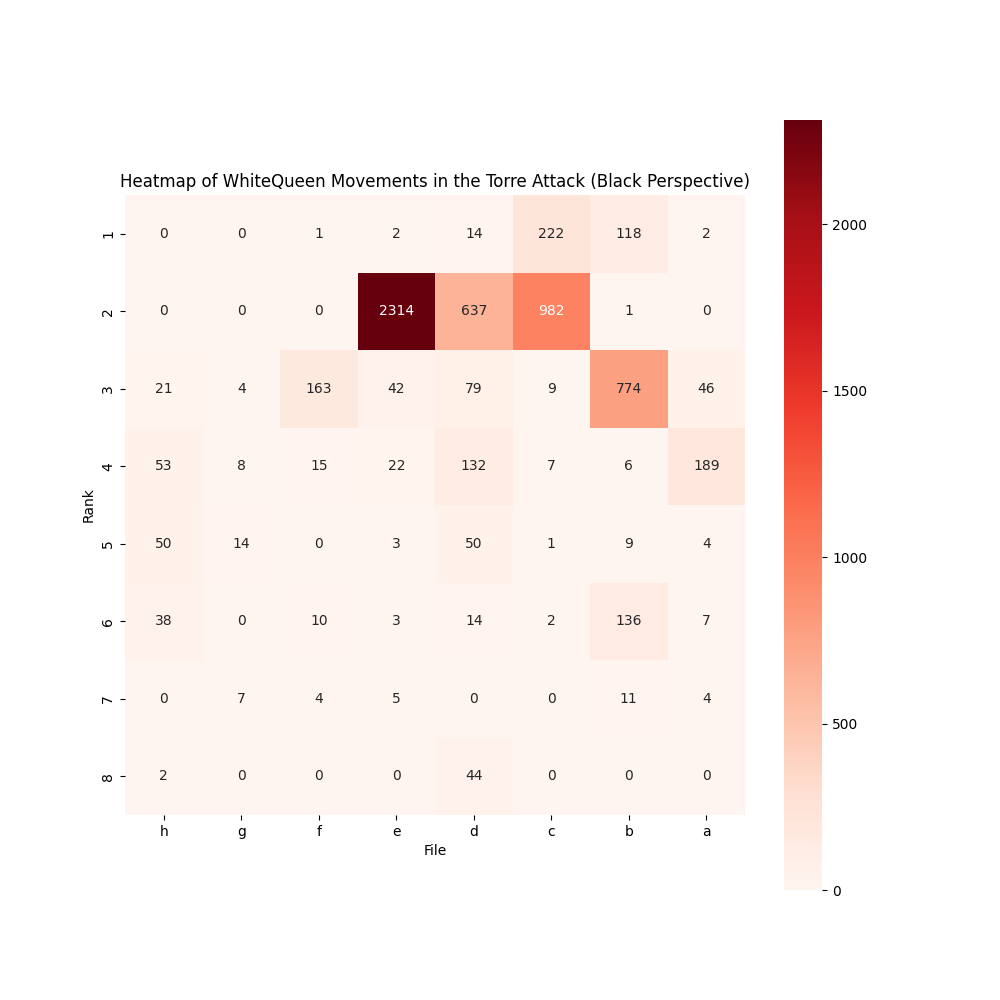 Heatmap of WhiteQueen Movements in the Torre Attack (Black Perspective)
1 0 0 1 2 14 222 118 2
2 0 0 0 2314 637 982 1 0
3 21 4 163 42 79 9 774 46
4 53 8 15 22 132 7 6 189
5 50 14 0 3 50 1 9 4
6 38 0 10 3 14 2 136 7
7 0 7 4 5 0 0 11 4
8 2 0 0 0 44 0 0 0
h g f e d c b a
File
Rank
2000
1500
1000
500
0